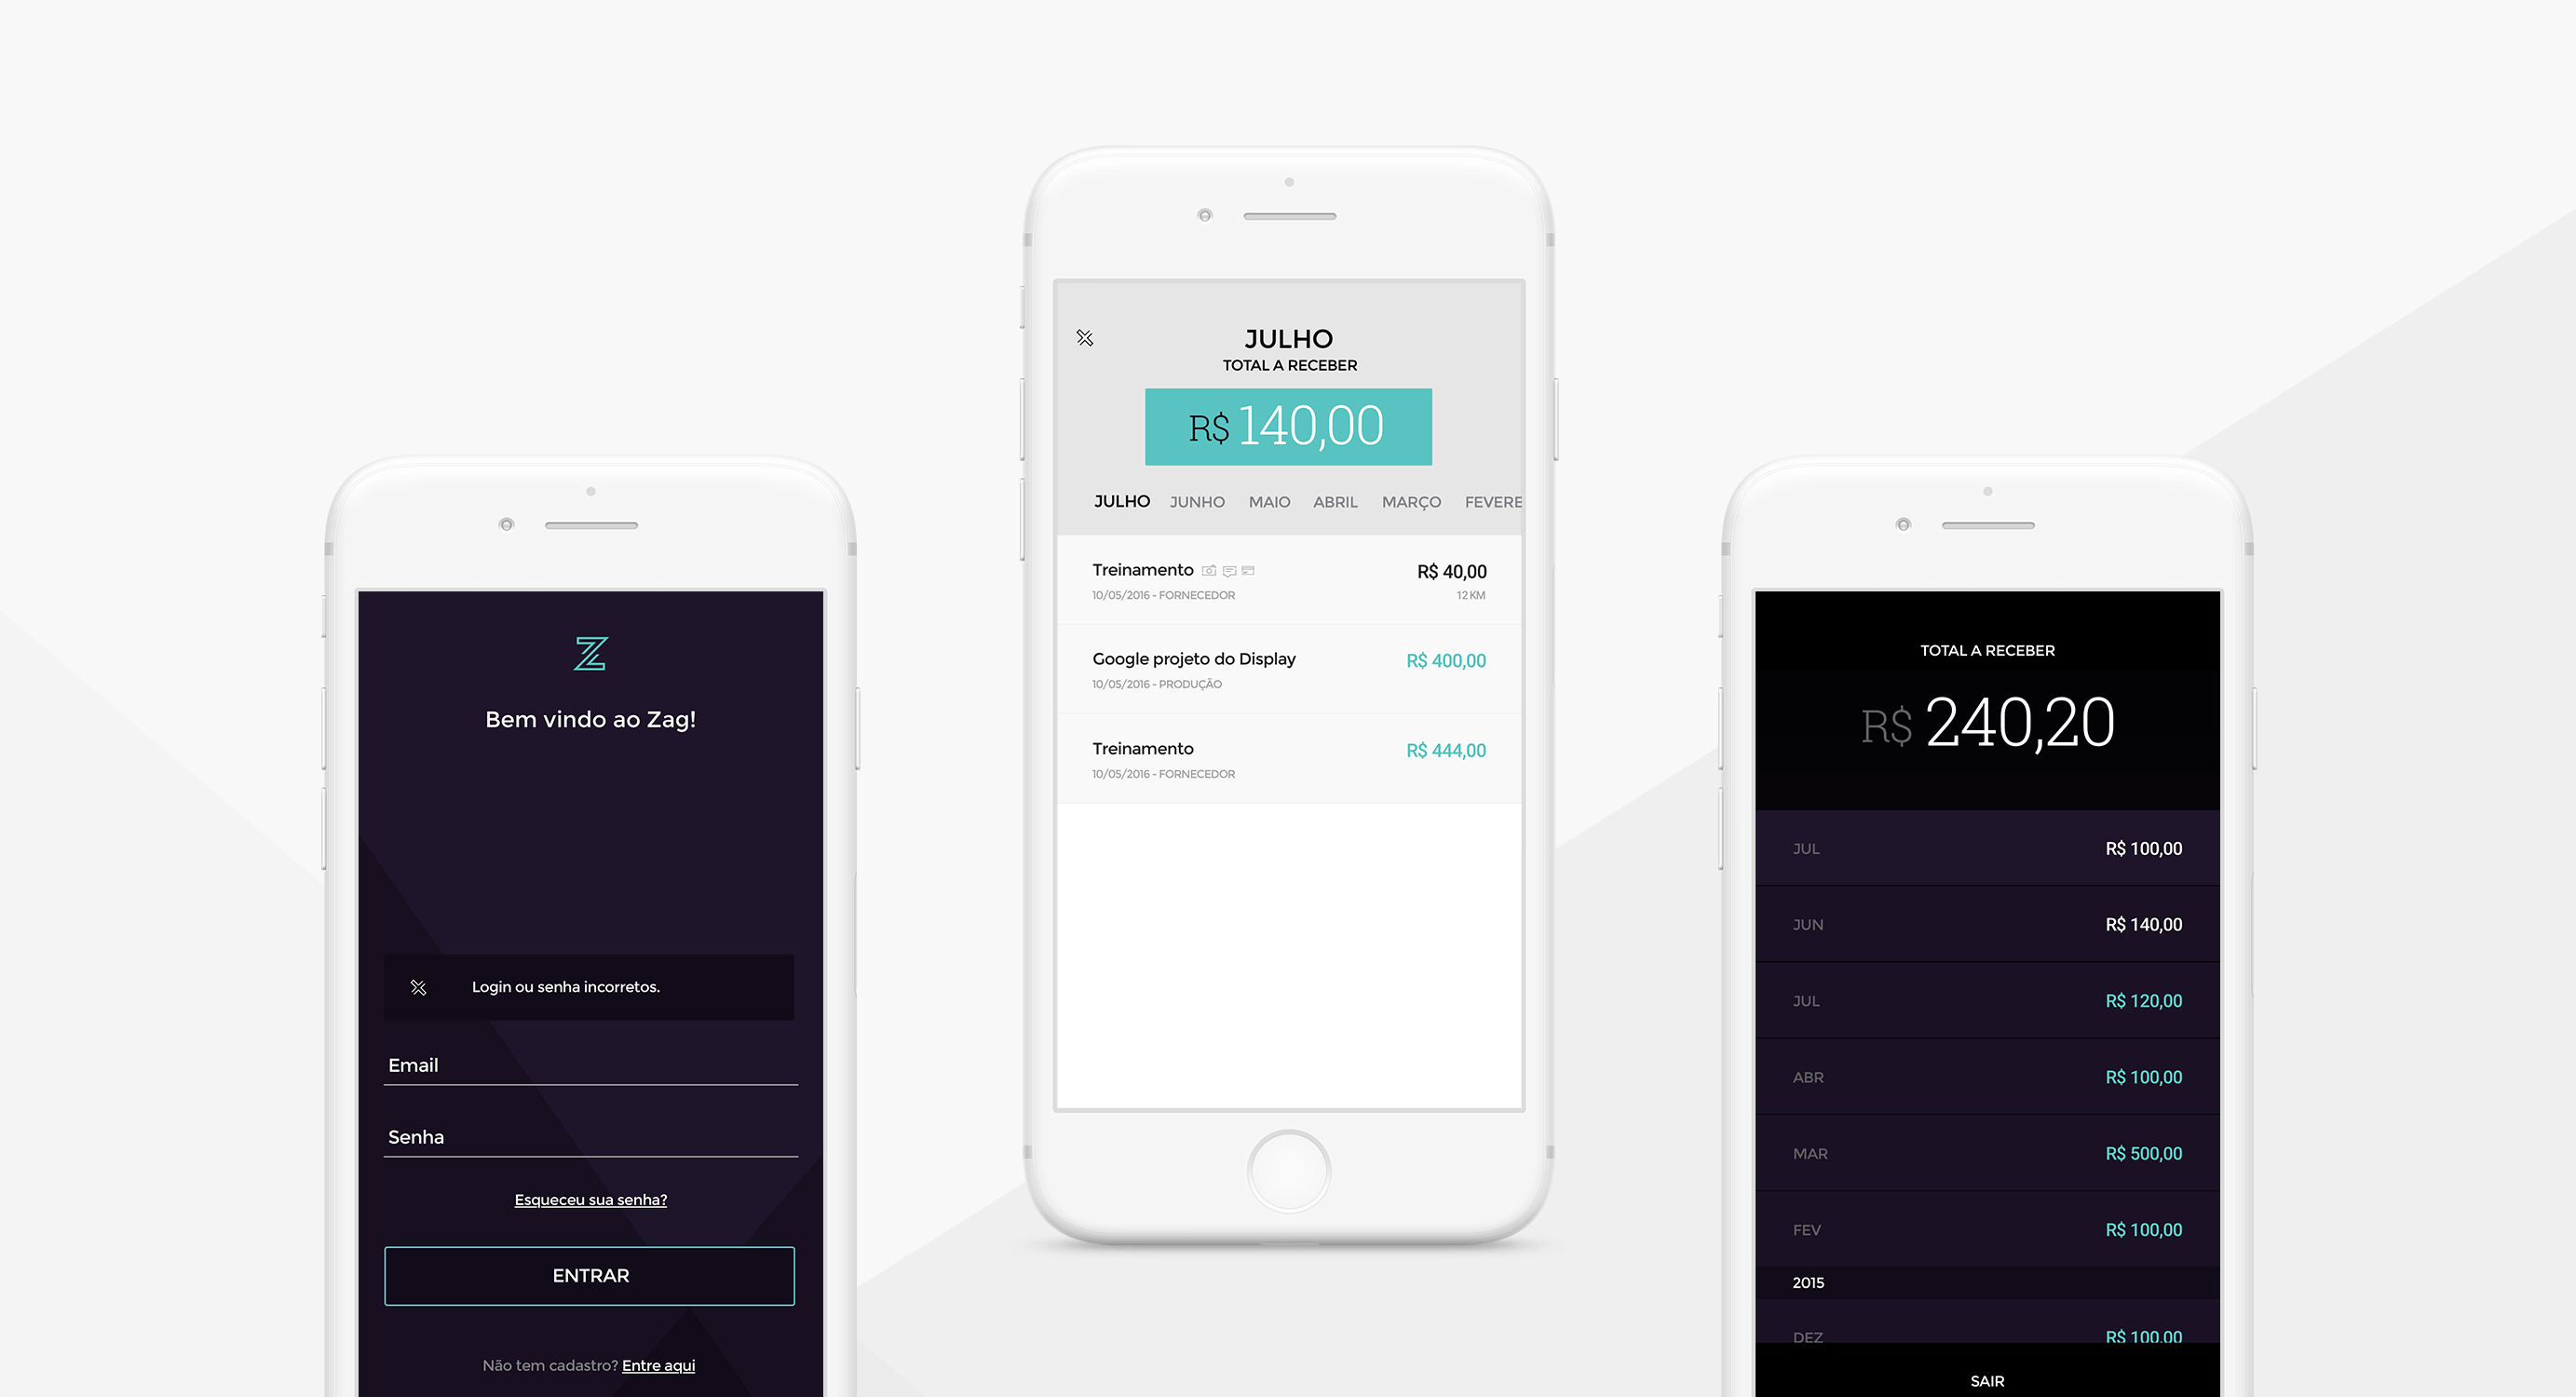 Bem vindo ao Zag!
Login ou senha incorretos.
Email
Senha
Esqueceu sua senha?
ENTRAR
Não tem cadastro? Entre aqui
JULHO
TOTAL A RECEBER
R$ 140,00
JULHO JUNHO MAIO ABRIL MARÇO FEVERE
Treinamento R$ 40,00
10/05/2016 - FORNECEDOR 12 KM
Google projeto do Display R$ 400,00
10/05/2016 - PRODUÇÃO
Treinamento R$ 444,00
10/05/2016 - FORNECEDOR
TOTAL A RECEBER
R$ 240,20
JUL R$ 100,00
JUN R$ 140,00
JUL R$ 120,00
ABR R$ 100,00
MAR R$ 500,00
FEV R$ 100,00
2015
DEZ R$ 100,00
SAIR